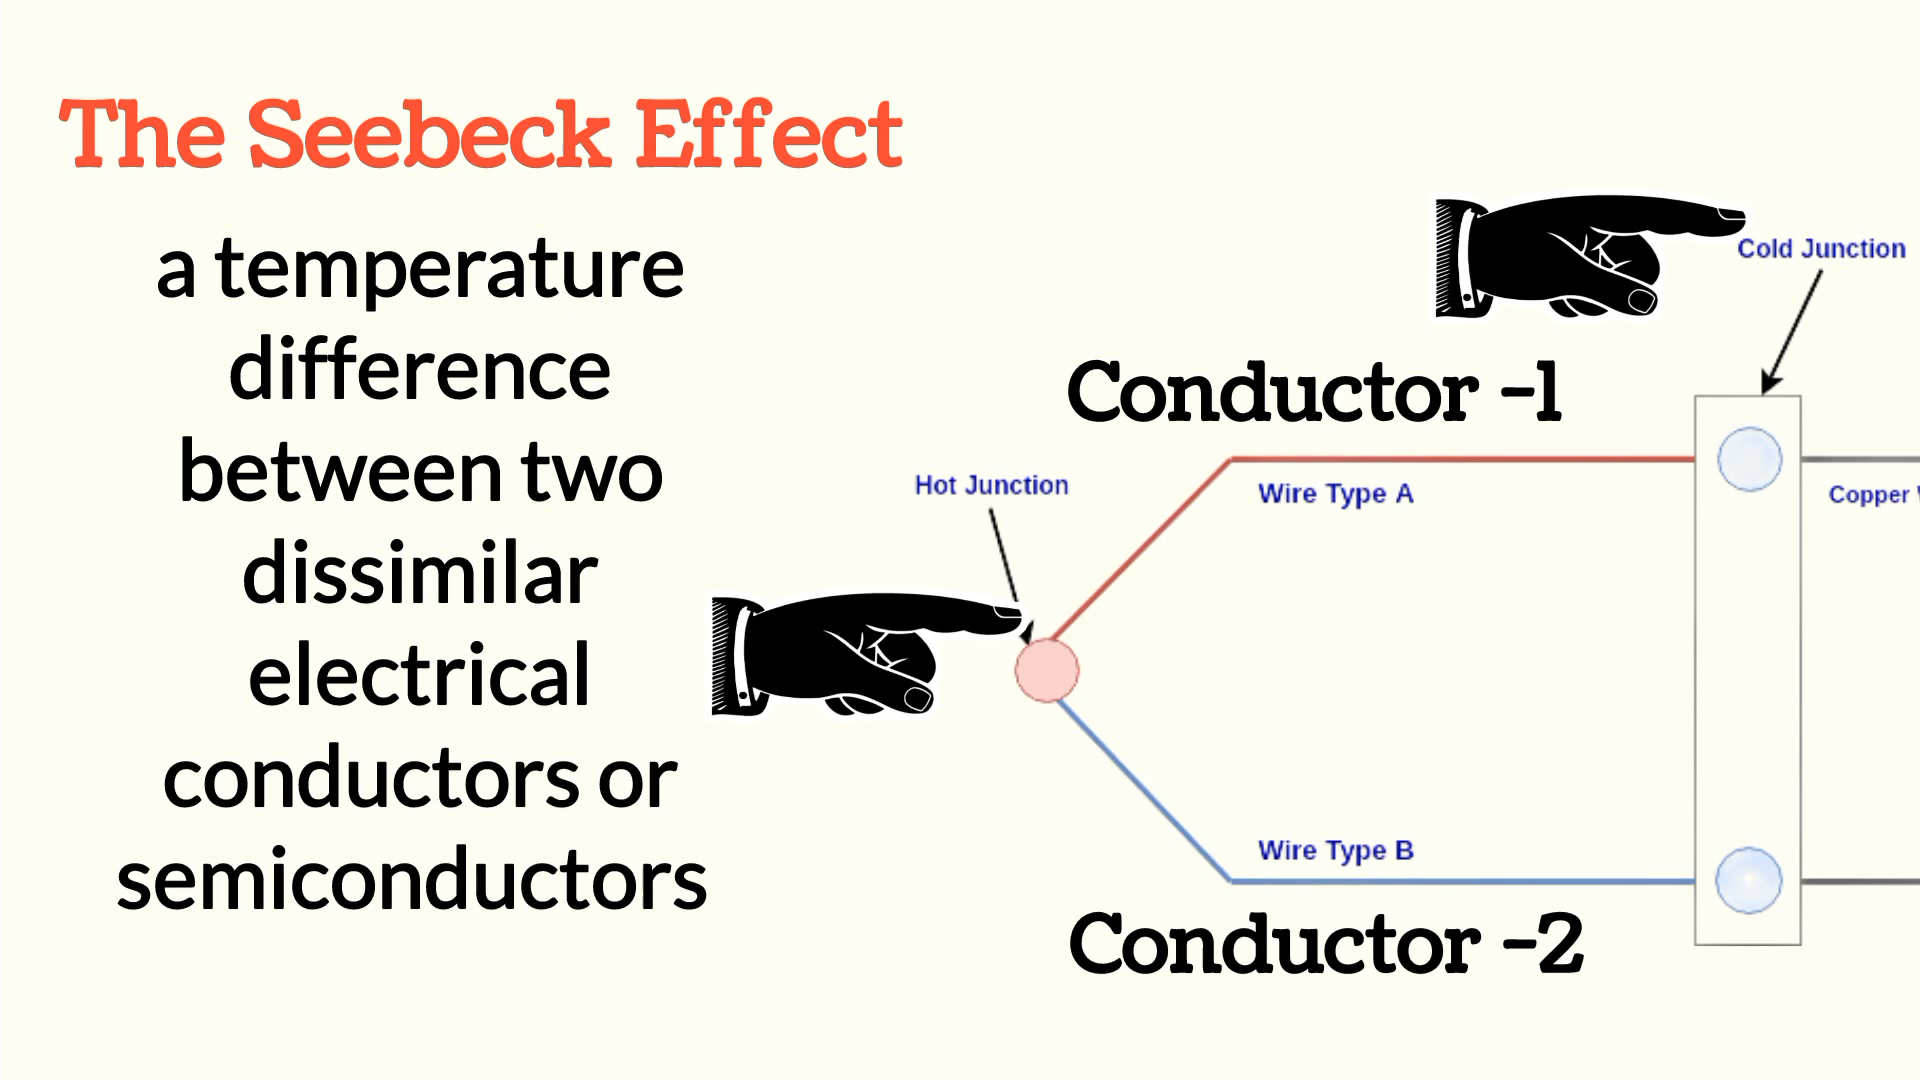 The Seebeck Effect
a temperature
difference
between two
dissimilar
electrical
conductors or
semiconductors
Cold Junction
Conductor -1
Hot Junction
Wire Type A
Copper
Wire Type B
Conductor -2